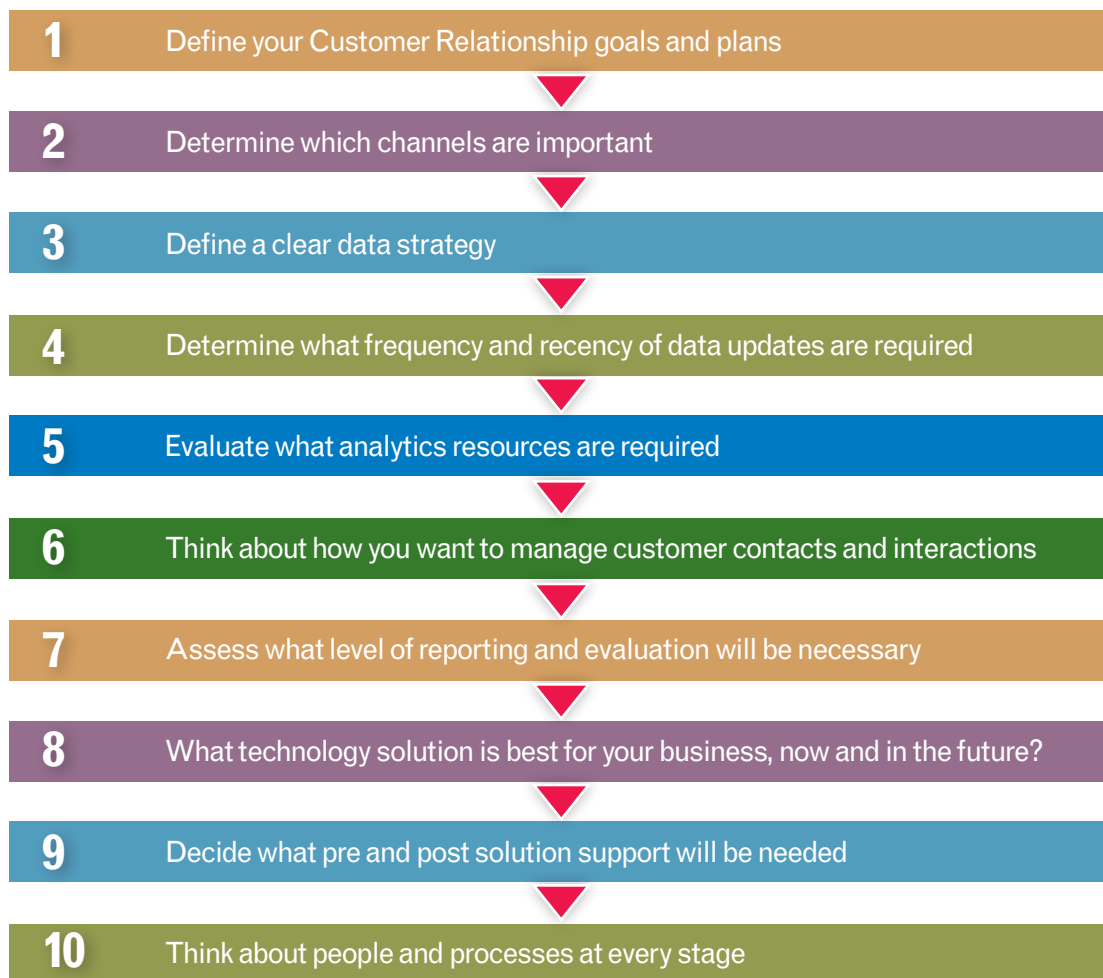 1 Define your Customer Relationship goals and plans
2 Determine which channels are important
3 Define a clear data strategy
4 Determine what frequency and recency of data updates are required
5 Evaluate what analytics resources are required
6 Think about how you want to manage customer contacts and interactions
7 Assess what level of reporting and evaluation will be necessary
8 What technology solution is best for your business, now and in the future?
9 Decide what pre and post solution support will be needed
10 Think about people and processes at every stage